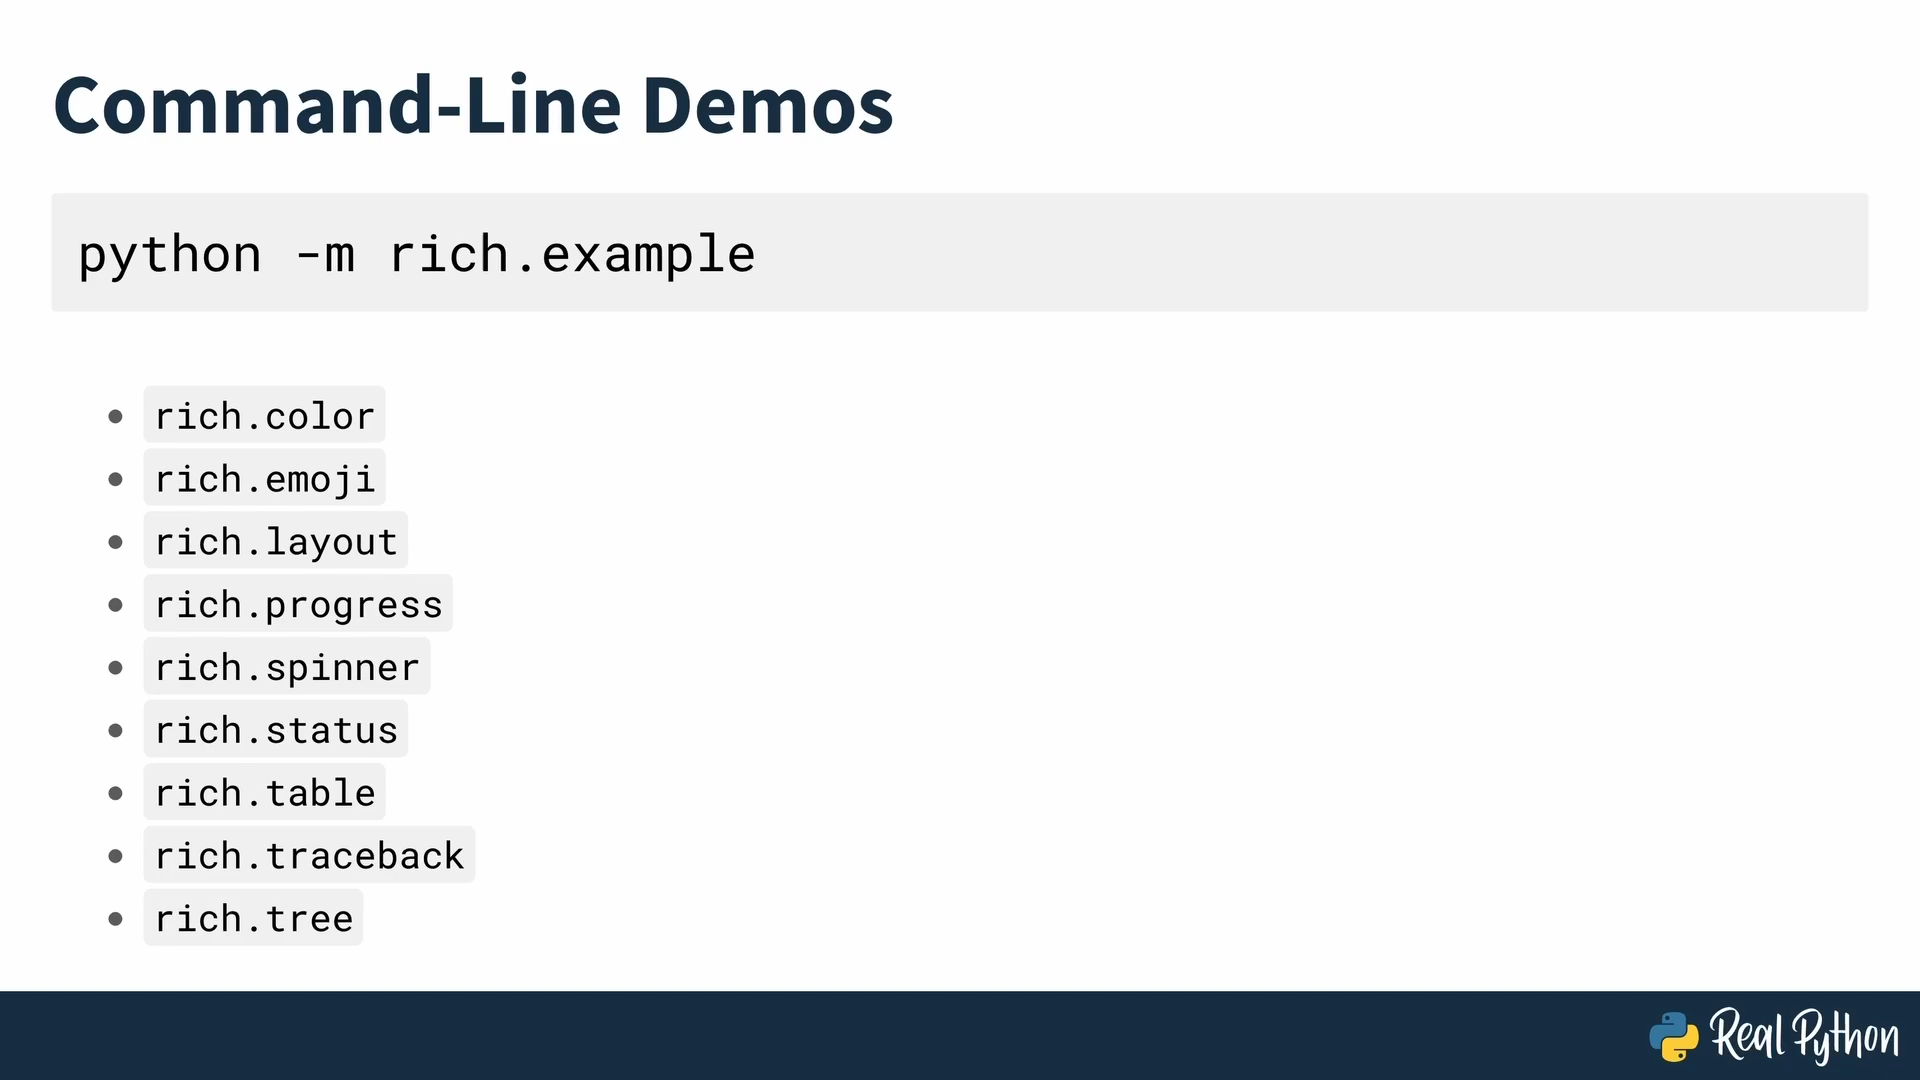 Command-Line Demos
python -m rich.example
rich.color
rich.emoji
rich.layout
rich.progress
rich.spinner
rich.status
rich.table
rich.traceback
rich.tree
Real Python